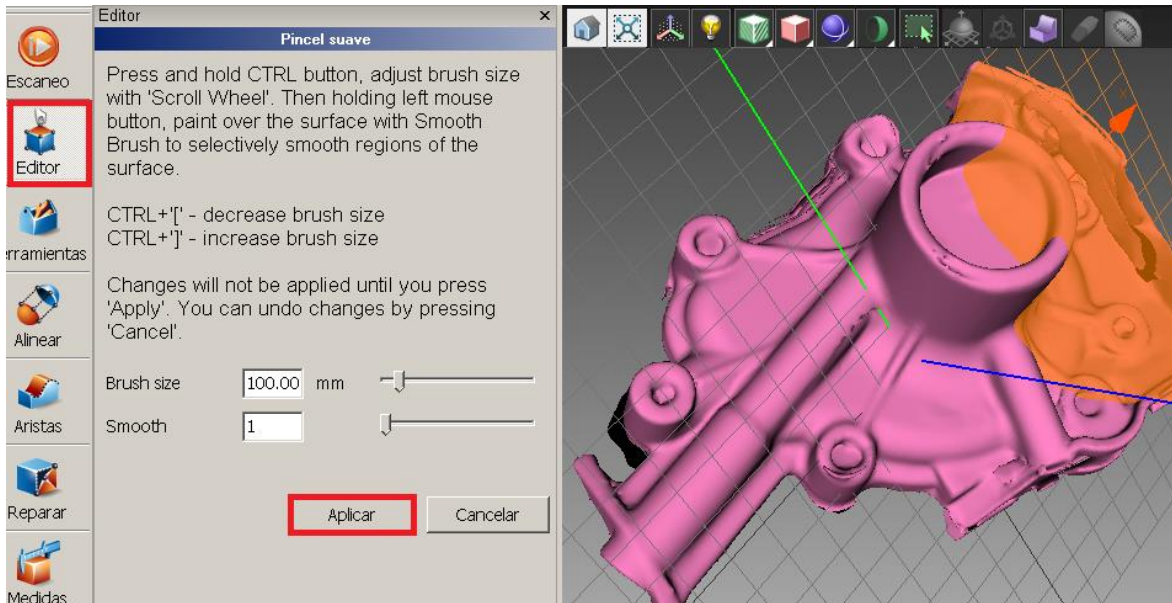 Escaneo
Editor
erramientas
Alinear
Aristas
Reparar
Medidas
Editor
Pincel suave
Press and hold CTRL button, adjust brush size
with 'Scroll Wheel'. Then holding left mouse
button, paint over the surface with Smooth
Brush to selectively smooth regions of the
surface.
CTRL+'[' - decrease brush size
CTRL+']' - increase brush size
Changes will not be applied until you press
'Apply'. You can undo changes by pressing
'Cancel'.
Brush size 100.00 mm
Smooth 1
Aplicar Cancelar